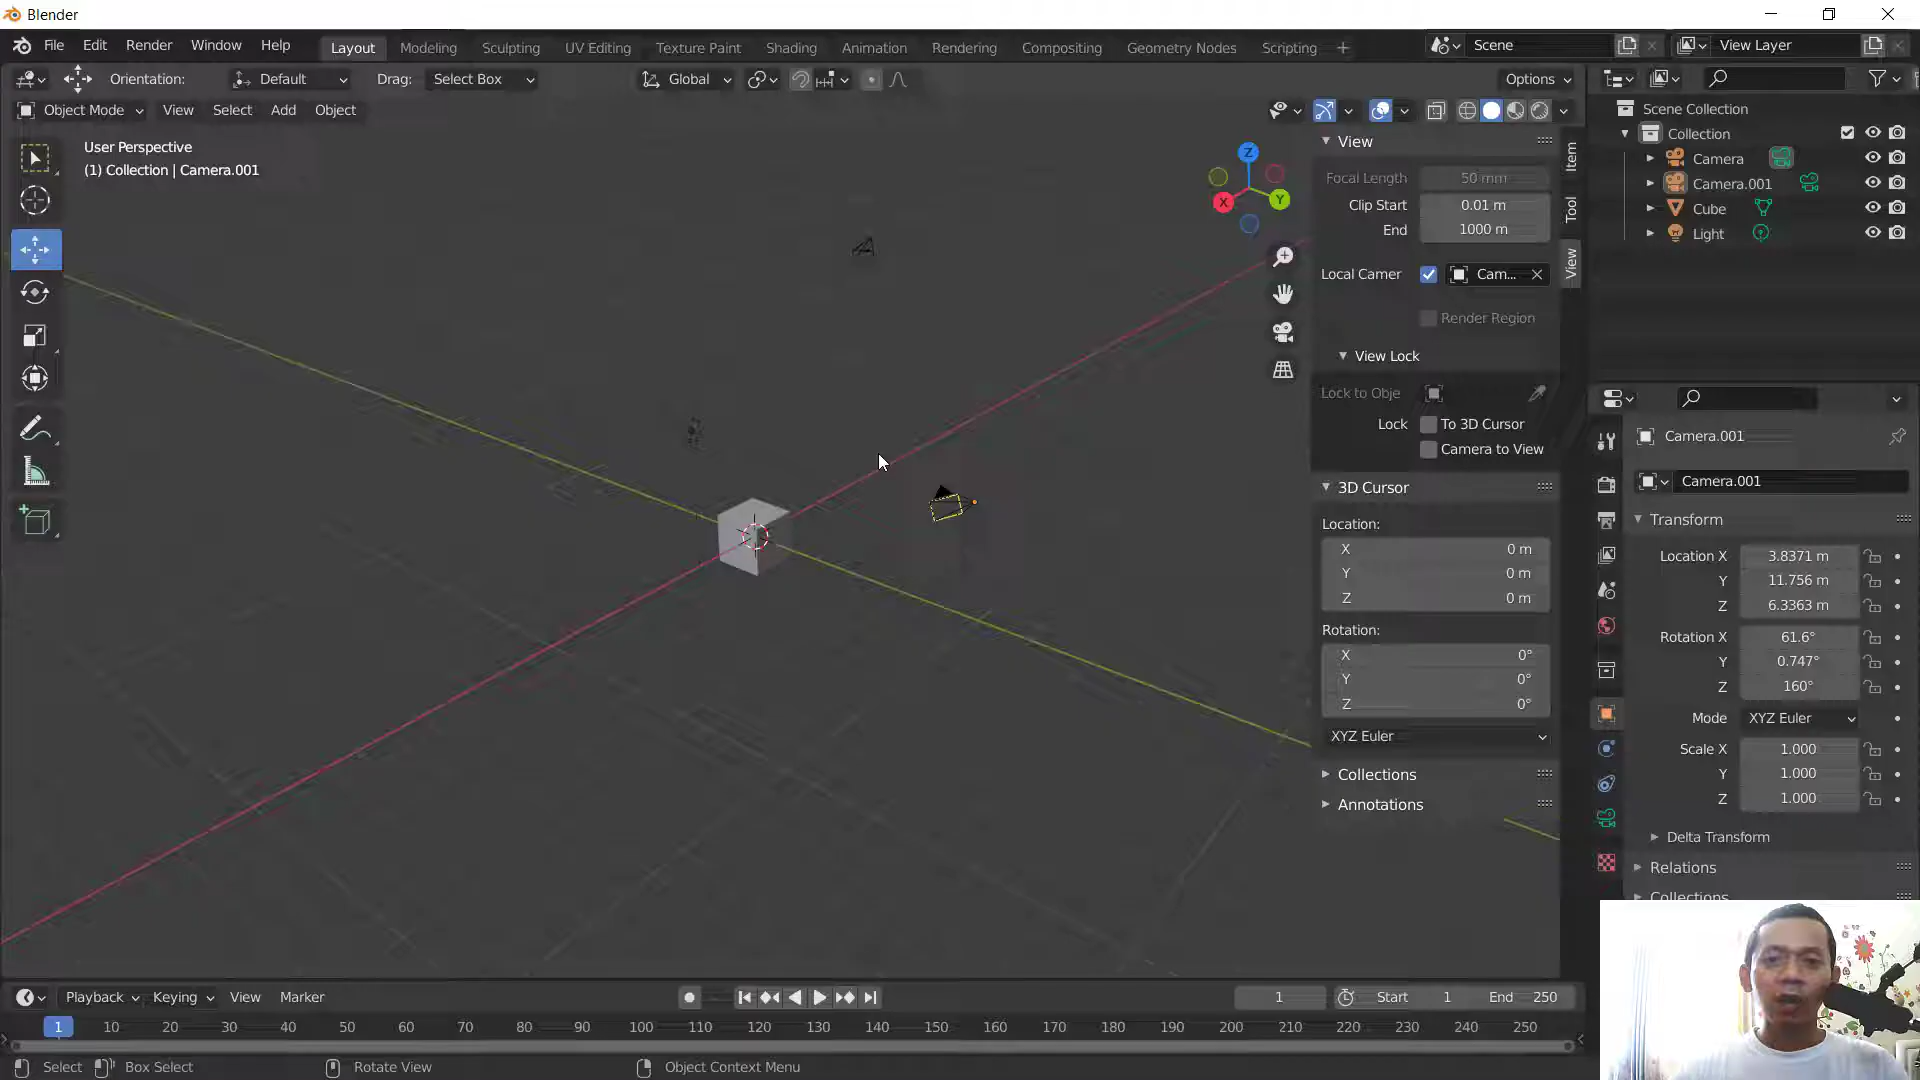 Blender
File Edit Render Window Help Layout Modeling Sculpting UV Editing Texture Paint Shading Animation Rendering Compositing Geometry Nodes Scripting + Scene View Layer
Orientation: Default Drag: Select Box Global Options
Object Mode View Select Add Object
User Perspective
(1) Collection | Camera.001
Z
X
Y
View
Focal Length 50 mm
Clip Start 0.01 m
End 1000 m
Local Camer Cam...
Render Region
View Lock
Lock to Obje
Lock To 3D Cursor
Camera to View
3D Cursor
Location:
X 0 m
Y 0 m
Z 0 m
Rotation:
X 0°
Y 0°
Z 0°
XYZ Euler
Collections
Annotations
Item
Tool
View
Scene Collection
Collection
Camera
Camera.001
Cube
Light
Camera.001
Camera.001
Transform
Location X 3.8371 m
Y 11.756 m
Z 6.3363 m
Rotation X 61.6°
Y 0.747°
Z 160°
Mode XYZ Euler
Scale X 1.000
Y 1.000
Z 1.000
Delta Transform
Relations
Collections
Playback Keying View Marker 1 Start 1 End 250
1 10 20 30 40 50 60 70 80 90 100 110 120 130 140 150 160 170 180 190 200 210 220 230 240 250
Select Box Select Rotate View Object Context Menu